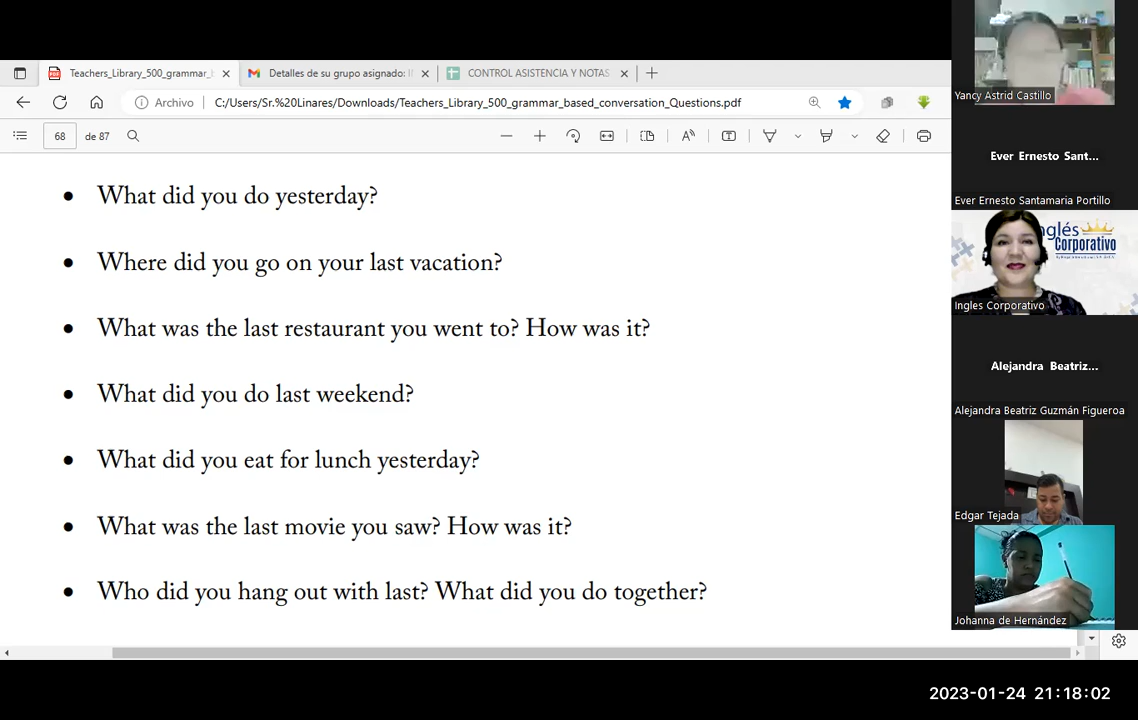 Teachers_Library_500_grammar_b
Detalles de su grupo asignado: I
CONTROL ASISTENCIA Y NOTAS
Archivo
C:/Users/Sr.%20Linares/Downloads/Teachers_Library_500_grammar_based_conversation_Questions.pdf
68 de 87
• What did you do yesterday?
• Where did you go on your last vacation?
• What was the last restaurant you went to? How was it?
• What did you do last weekend?
• What did you eat for lunch yesterday?
• What was the last movie you saw? How was it?
• Who did you hang out with last? What did you do together?
Yancy Astrid Castillo
Ever Ernesto Sant...
Ever Ernesto Santamaria Portillo
Inglés
Corporativo
Ingles Corporativo
Alejandra Beatriz...
Alejandra Beatriz Guzmán Figueroa
Edgar Tejada
Johanna de Hernández
2023-01-24 21:18:02